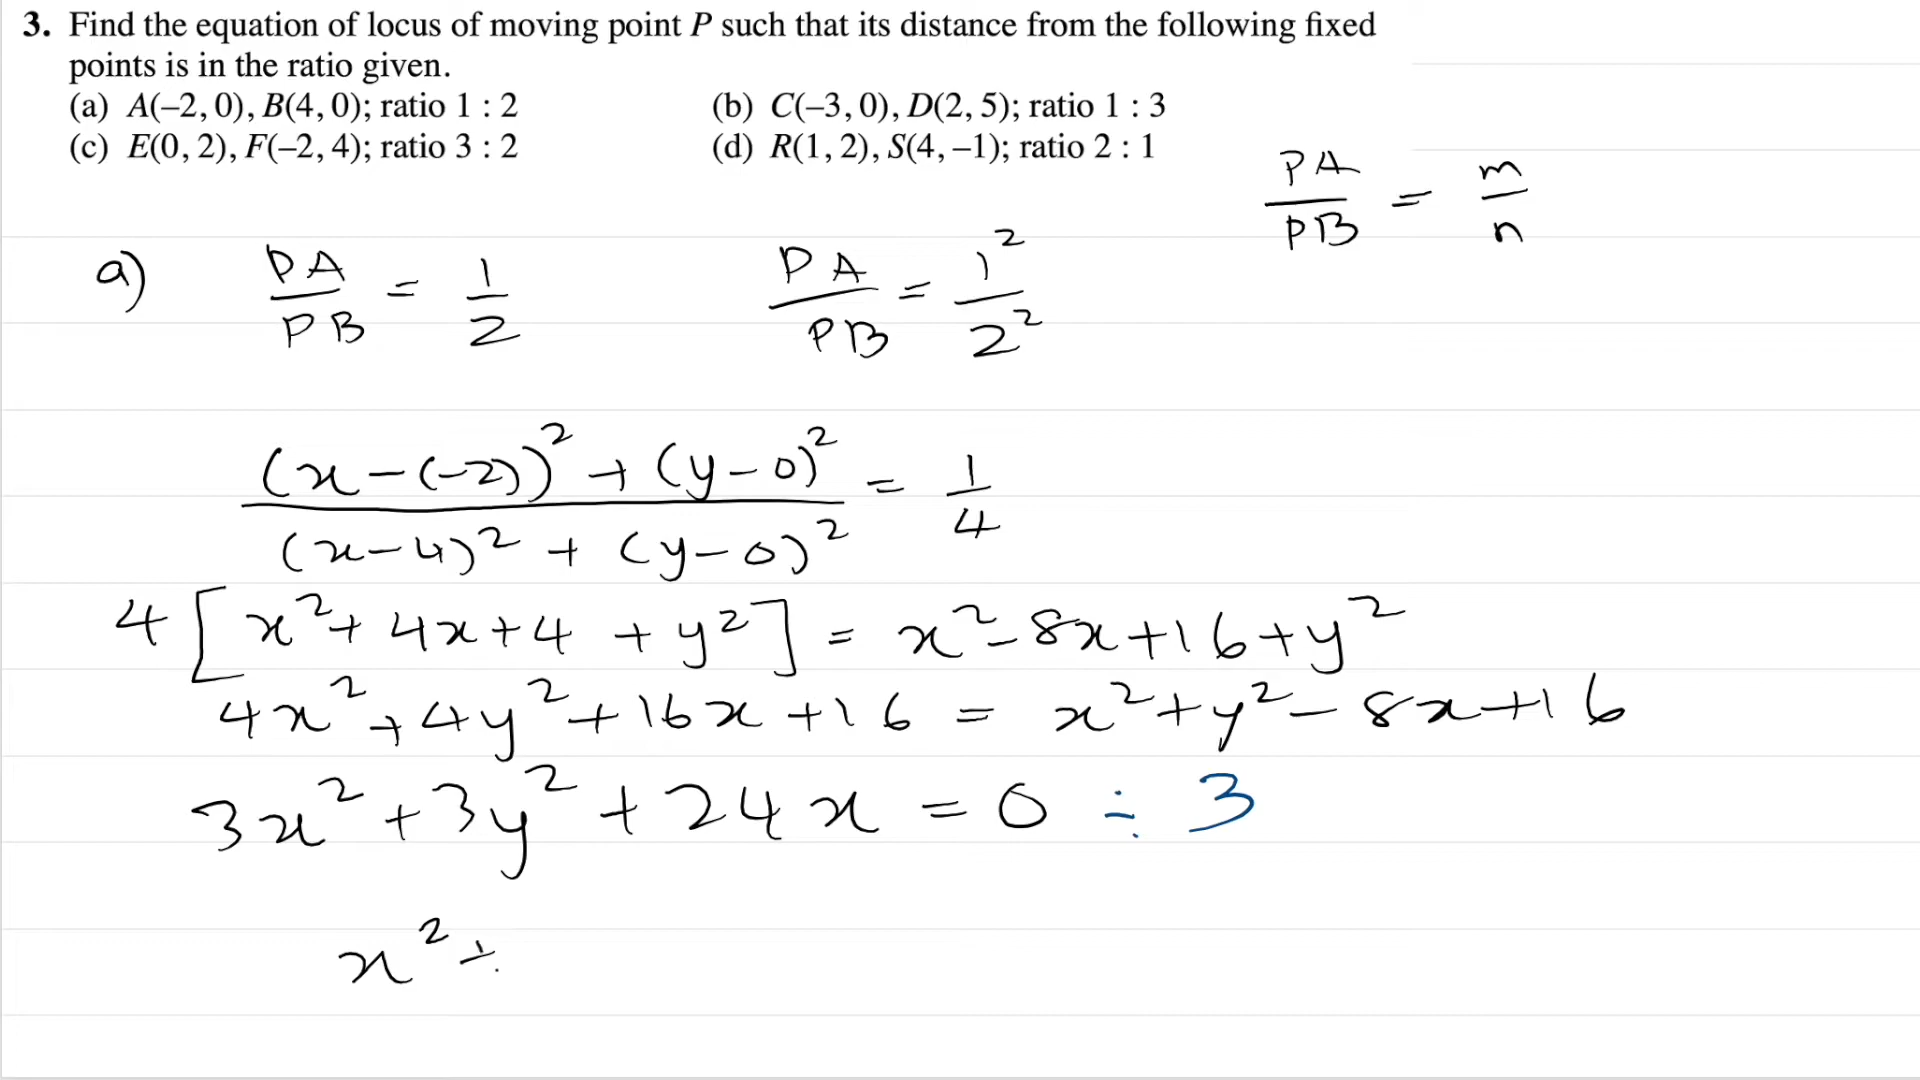 3. Find the equation of locus of moving point P such that its distance from the following fixed
points is in the ratio given.
(a) A(–2, 0), B(4, 0); ratio 1 : 2 (b) C(–3, 0), D(2, 5); ratio 1 : 3
(c) E(0, 2), F(–2, 4); ratio 3 : 2 (d) R(1, 2), S(4, –1); ratio 2 : 1
PA/PB = m/n
a) PA/PB = 1/2 PA/PB = 1²/2²
((x-(-2))² + (y-0)²)/((x-4)² + (y-0)²) = 1/4
4[x²+4x+4+y²] = x²-8x+16+y²
4x²+4y²+16x+16 = x²+y²-8x+16
3x²+3y²+24x = 0 ÷ 3
x²+